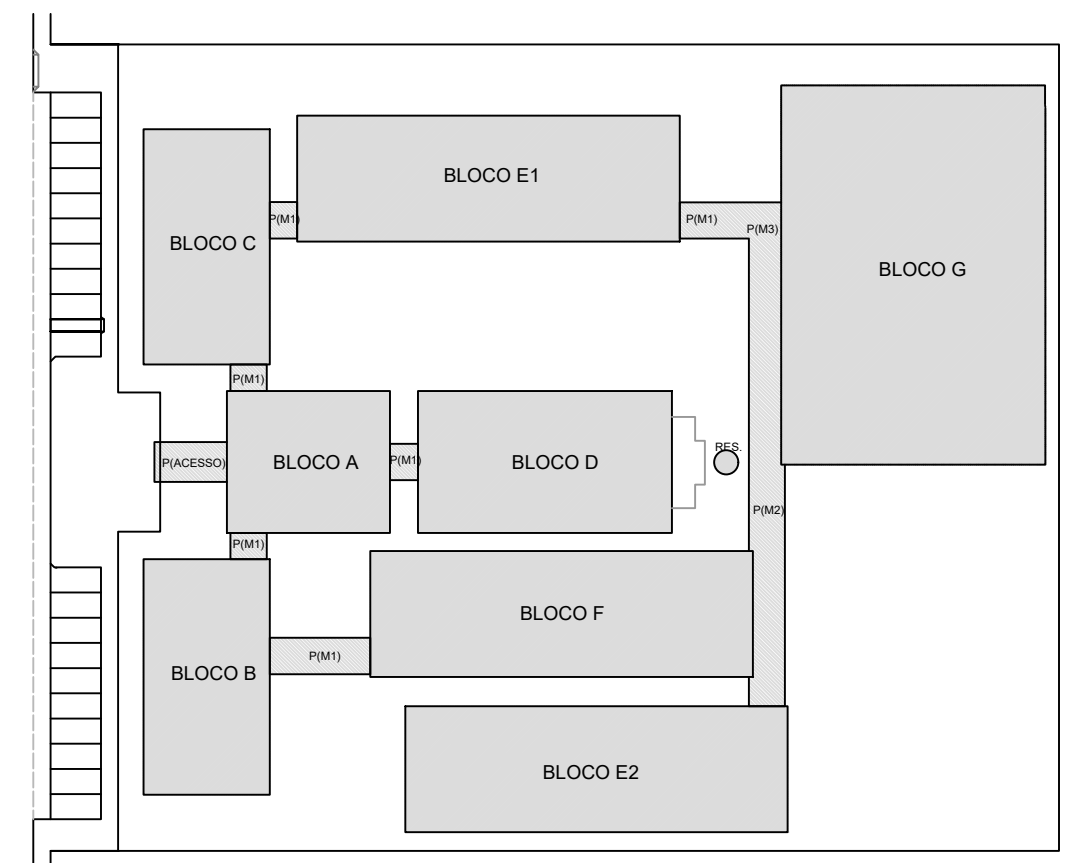 BLOCO E1
P(M1)
P(M1)
P(M3)
BLOCO C
BLOCO G
P(M1)
RES.
P(ACESSO)
BLOCO A
P(M1)
BLOCO D
P(M2)
P(M1)
BLOCO F
P(M1)
BLOCO B
BLOCO E2